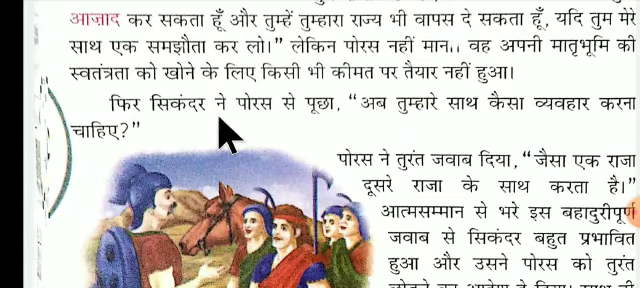 आज़ाद कर सकता हूँ और तुम्हें तुम्हारा राज्य भी वापस दे सकता हूँ, यदि तुम मेरे
साथ एक समझौता कर लो।” लेकिन पोरस नहीं माना। वह अपनी मातृभूमि की
स्वतंत्रता को खोने के लिए किसी भी कीमत पर तैयार नहीं हुआ।
फिर सिकंदर ने पोरस से पूछा, “अब तुम्हारे साथ कैसा व्यवहार करना
चाहिए?”
पोरस ने तुरंत जवाब दिया, “जैसा एक राजा
दूसरे राजा के साथ करता है।”
आत्मसम्मान से भरे इस बहादुरीपूर्ण
जवाब से सिकंदर बहुत प्रभावित
हुआ और उसने पोरस को तुरंत